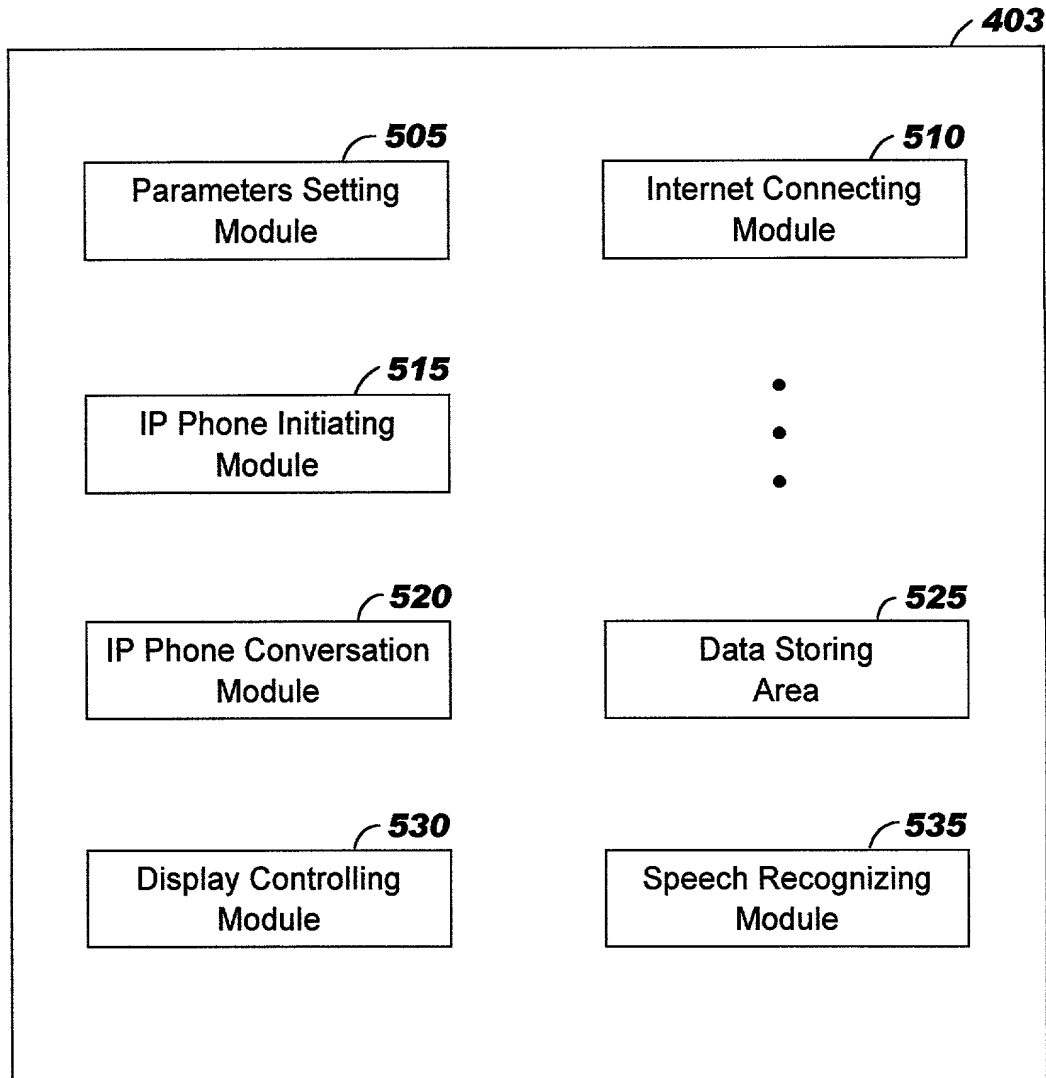 403
505
510
Parameters Setting
Module
Internet Connecting
Module
515
IP Phone Initiating
Module
520
525
IP Phone Conversation
Module
Data Storing
Area
530
535
Display Controlling
Module
Speech Recognizing
Module